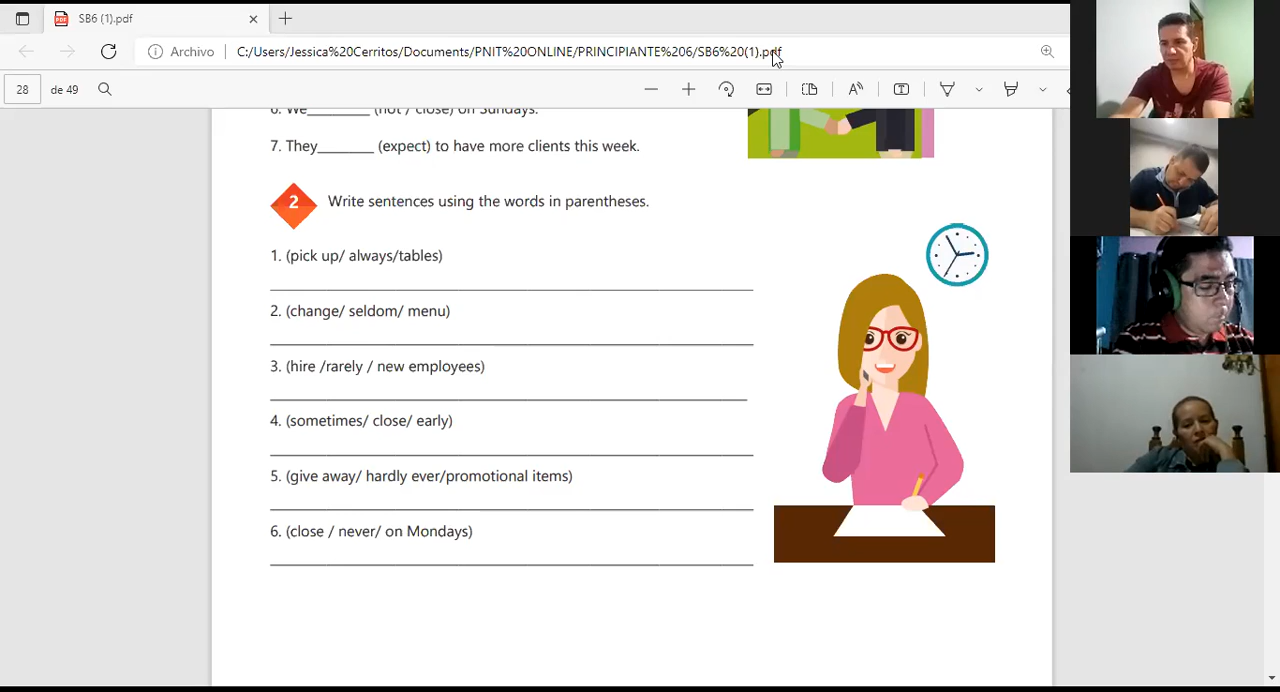 SB6 (1).pdf
Archivo
C:/Users/Jessica%20Cerritos/Documents/PNIT%20ONLINE/PRINCIPIANTE%206/SB6%20(1).pdf
28
de 49
6. We_________ (not / close) on Sundays.
7. They________ (expect) to have more clients this week.
2
Write sentences using the words in parentheses.
1. (pick up/ always/tables)
2. (change/ seldom/ menu)
3. (hire /rarely / new employees)
4. (sometimes/ close/ early)
5. (give away/ hardly ever/promotional items)
6. (close / never/ on Mondays)